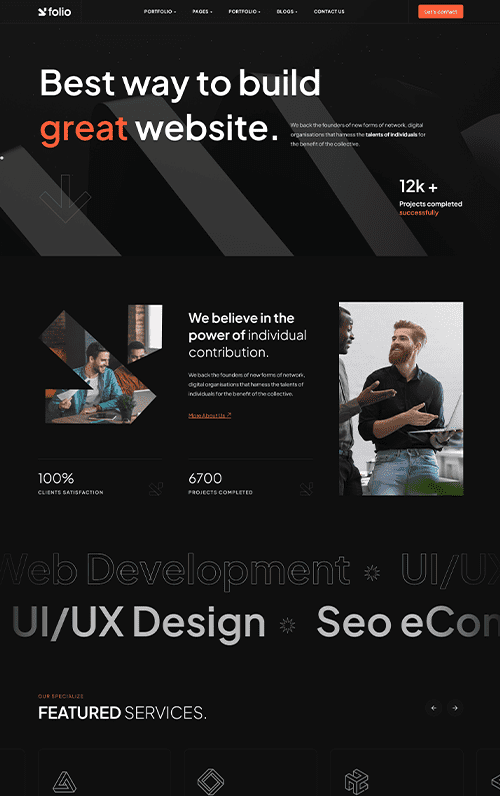 folio
PORTFOLIO
PAGES
PORTFOLIO
BLOGS
CONTACT US
Let's contact
Best way to build
great website.
We back the founders of new forms of network, digital
organisations that harness the talents of individuals for
the benefit of the collective.
12k +
Projects completed
successfully
We believe in the
power of individual
contribution.
We back the founders of new forms of network,
digital organisations that harness the talents of
individuals for the benefit of the collective.
More About Us
100%
CLIENTS SATISFACTION
6700
PROJECTS COMPLETED
Web Development UI/UX
UI/UX Design Seo eCom
OUR SPECIALIZE
FEATURED SERVICES.